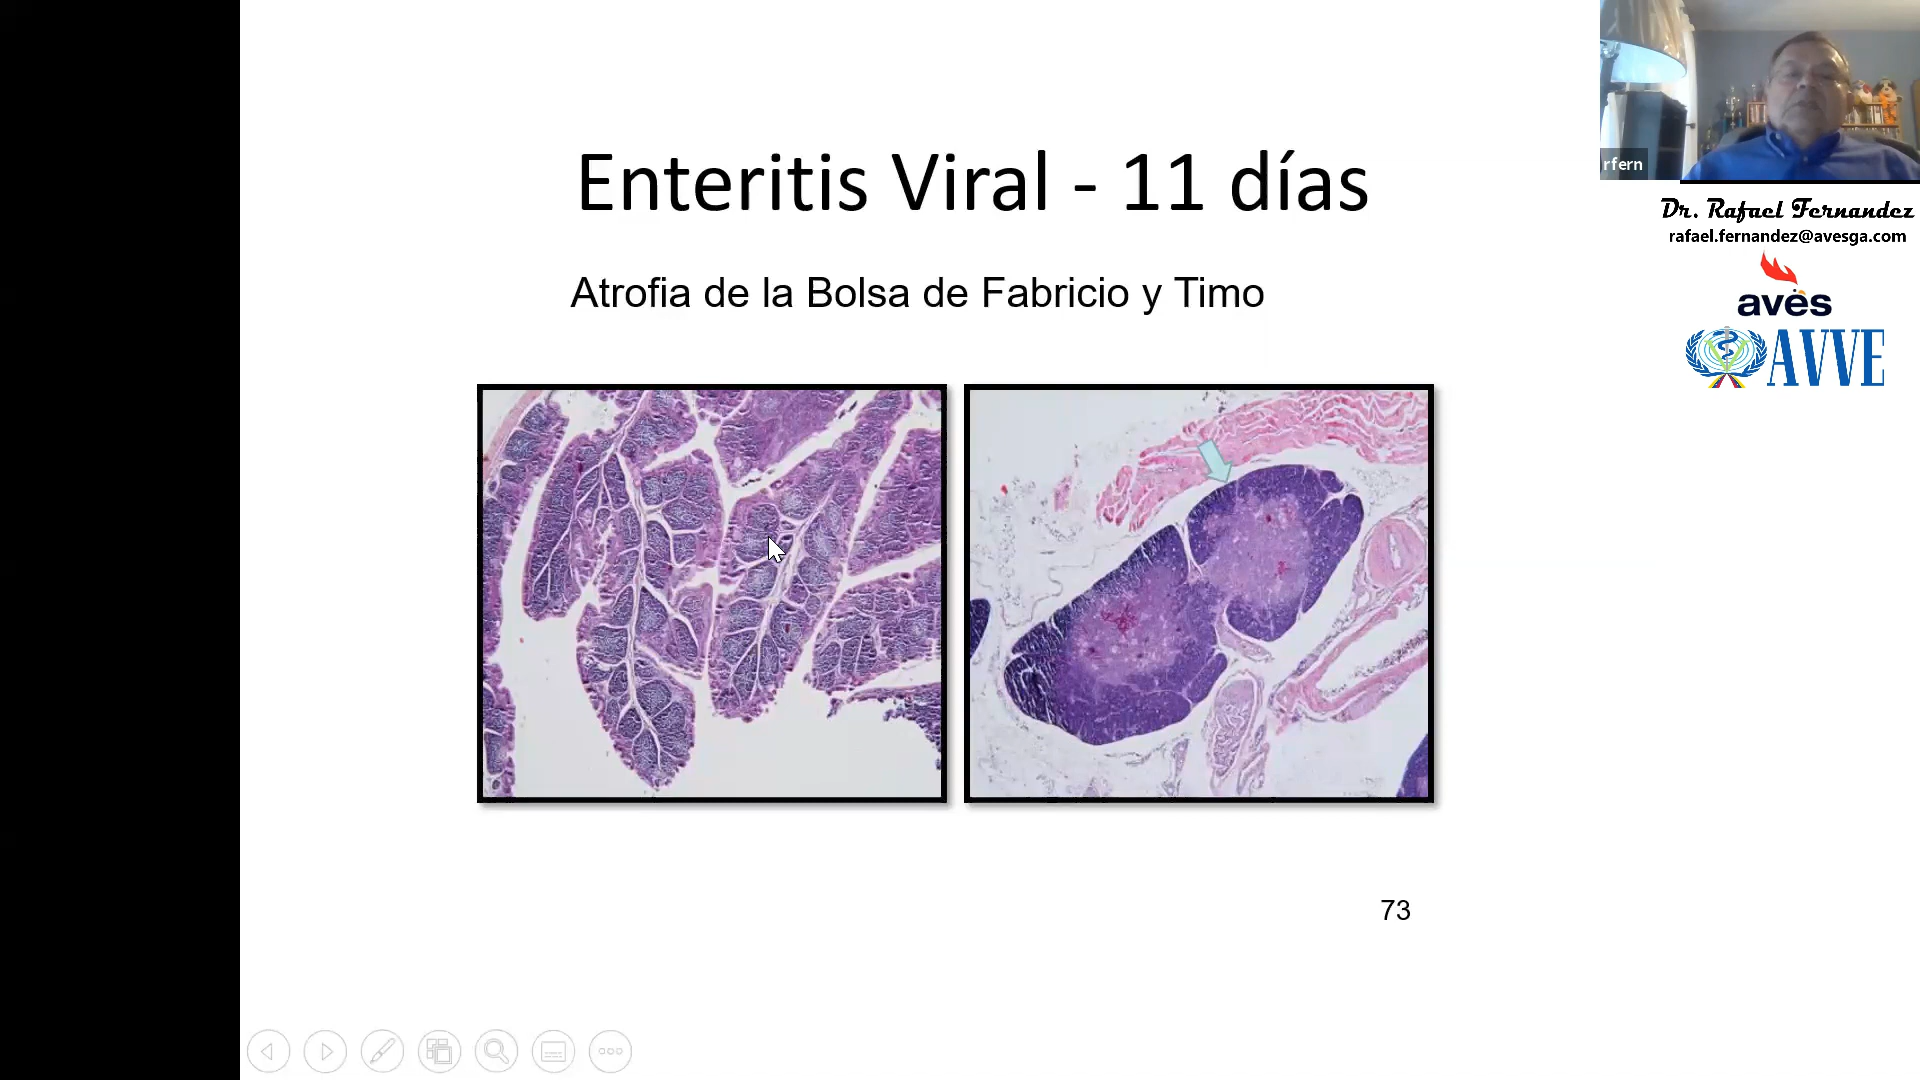 Enteritis Viral - 11 días
Atrofia de la Bolsa de Fabricio y Timo
73
rfern
Dr. Rafael Fernandez
rafael.fernandez@avesga.com
avès
AVVE